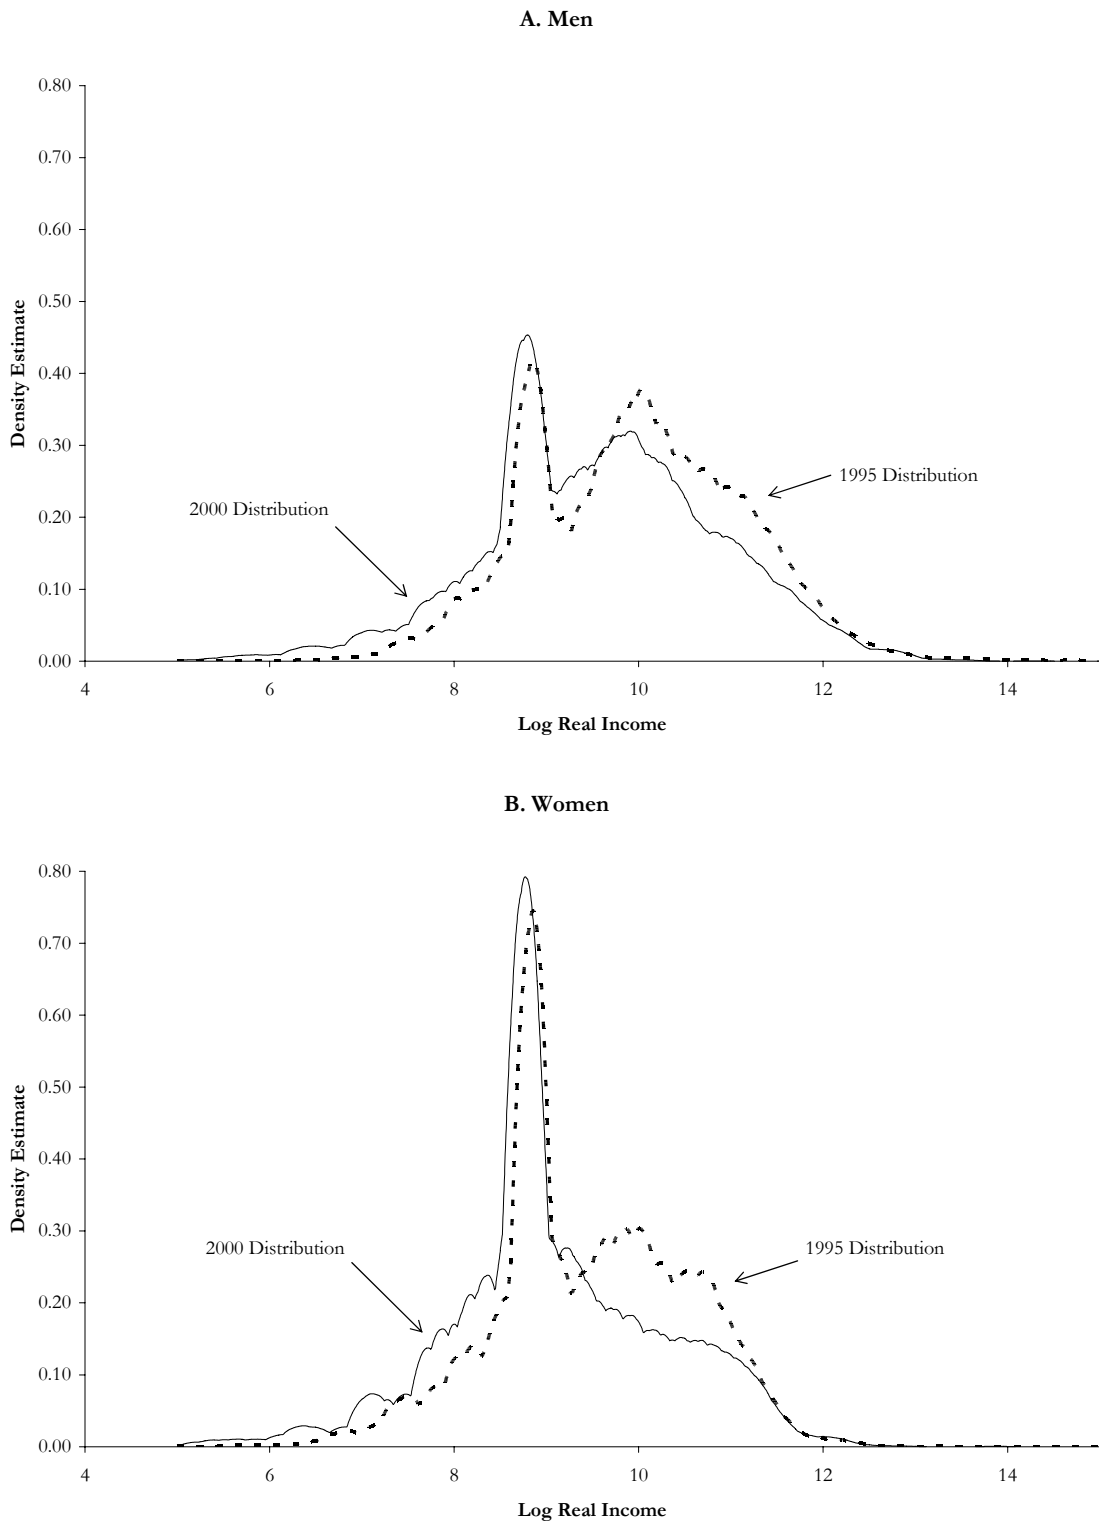 A. Men
0.80
0.70
0.60
0.50
0.40
0.30
0.20
0.10
0.00
Density Estimate
2000 Distribution
1995 Distribution
4 6 8 10 12 14
Log Real Income
B. Women
0.80
0.70
0.60
0.50
0.40
0.30
0.20
0.10
0.00
Density Estimate
2000 Distribution
1995 Distribution
4 6 8 10 12 14
Log Real Income